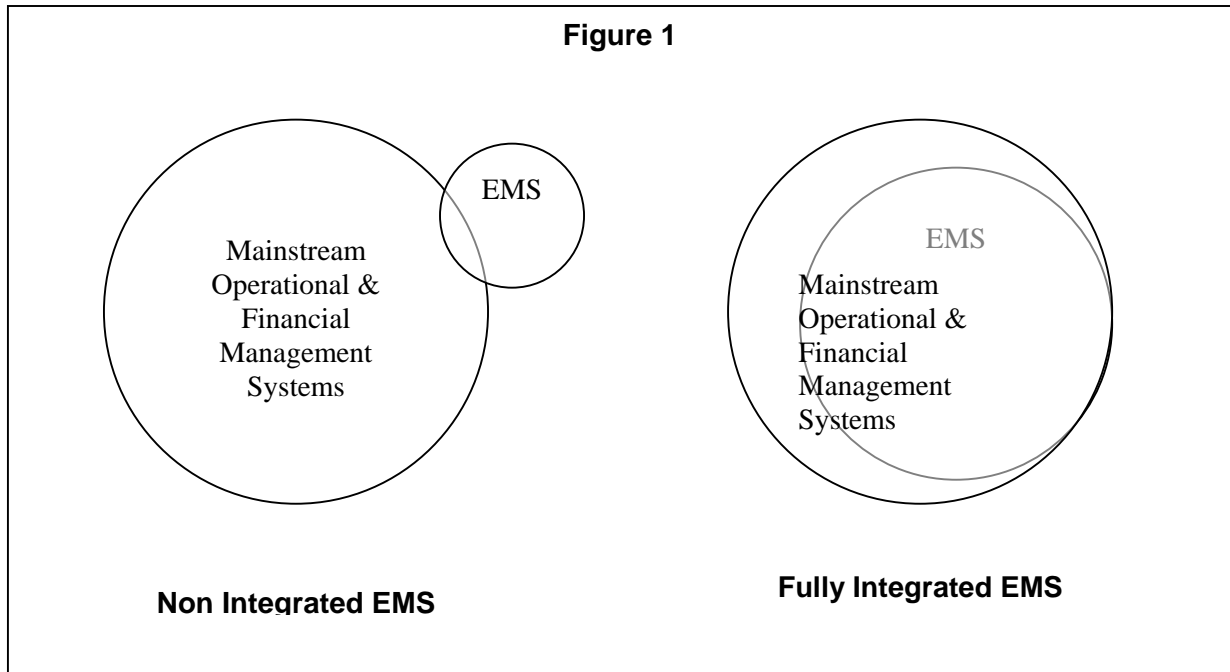 Figure 1
EMS
Mainstream
Operational &
Financial
Management
Systems
Non Integrated EMS
EMS
Mainstream
Operational &
Financial
Management
Systems
Fully Integrated EMS